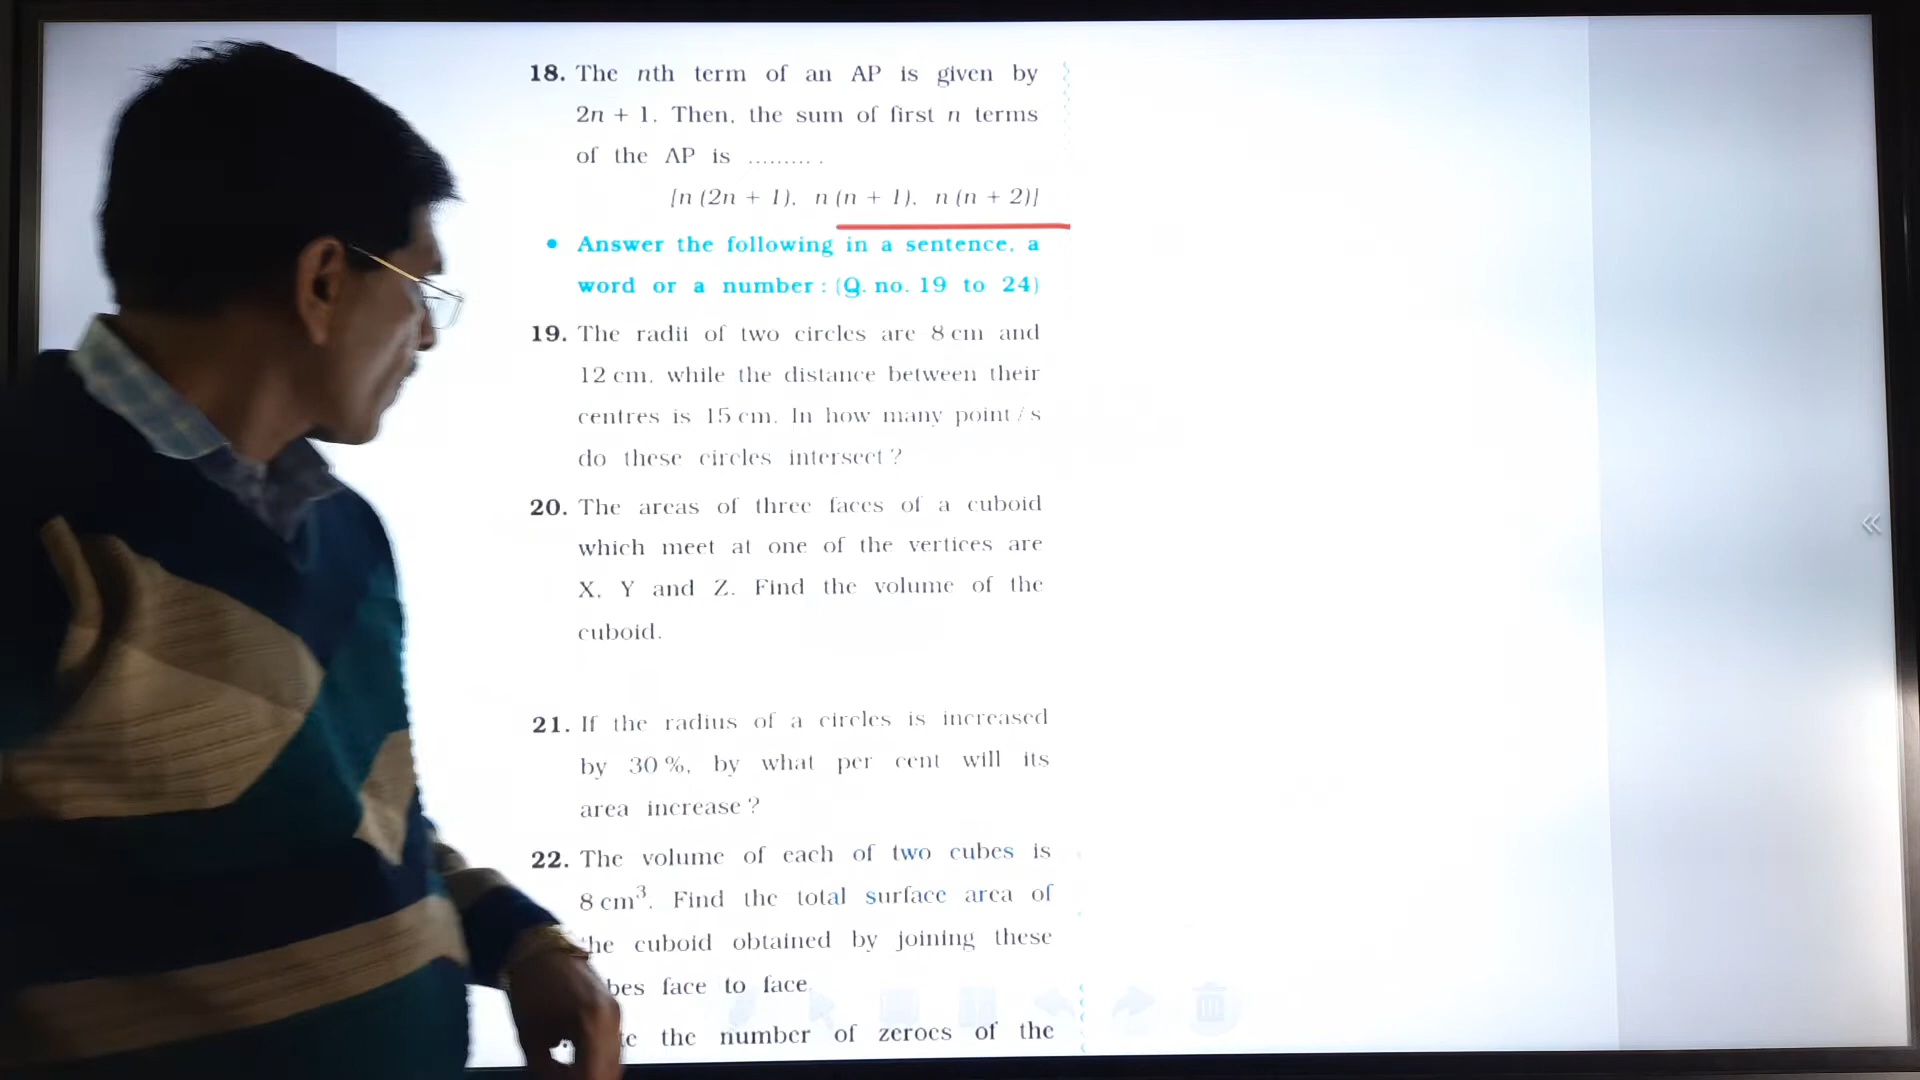 18. The nth term of an AP is given by
2n + 1. Then, the sum of first n terms
of the AP is ..........
[n (2n + 1), n (n + 1), n (n + 2)]
• Answer the following in a sentence, a
word or a number : (Q. no. 19 to 24)
19. The radii of two circles are 8 cm and
12 cm, while the distance between their
centres is 15 cm. In how many point/s
do these circles intersect ?
20. The areas of three faces of a cuboid
which meet at one of the vertices are
X, Y and Z. Find the volume of the
cuboid.
21. If the radius of a circles is increased
by 30 %, by what per cent will its
area increase ?
22. The volume of each of two cubes is
8 cm³. Find the total surface area of
cuboid obtained by joining these
face to face.
the number of zeroes of the